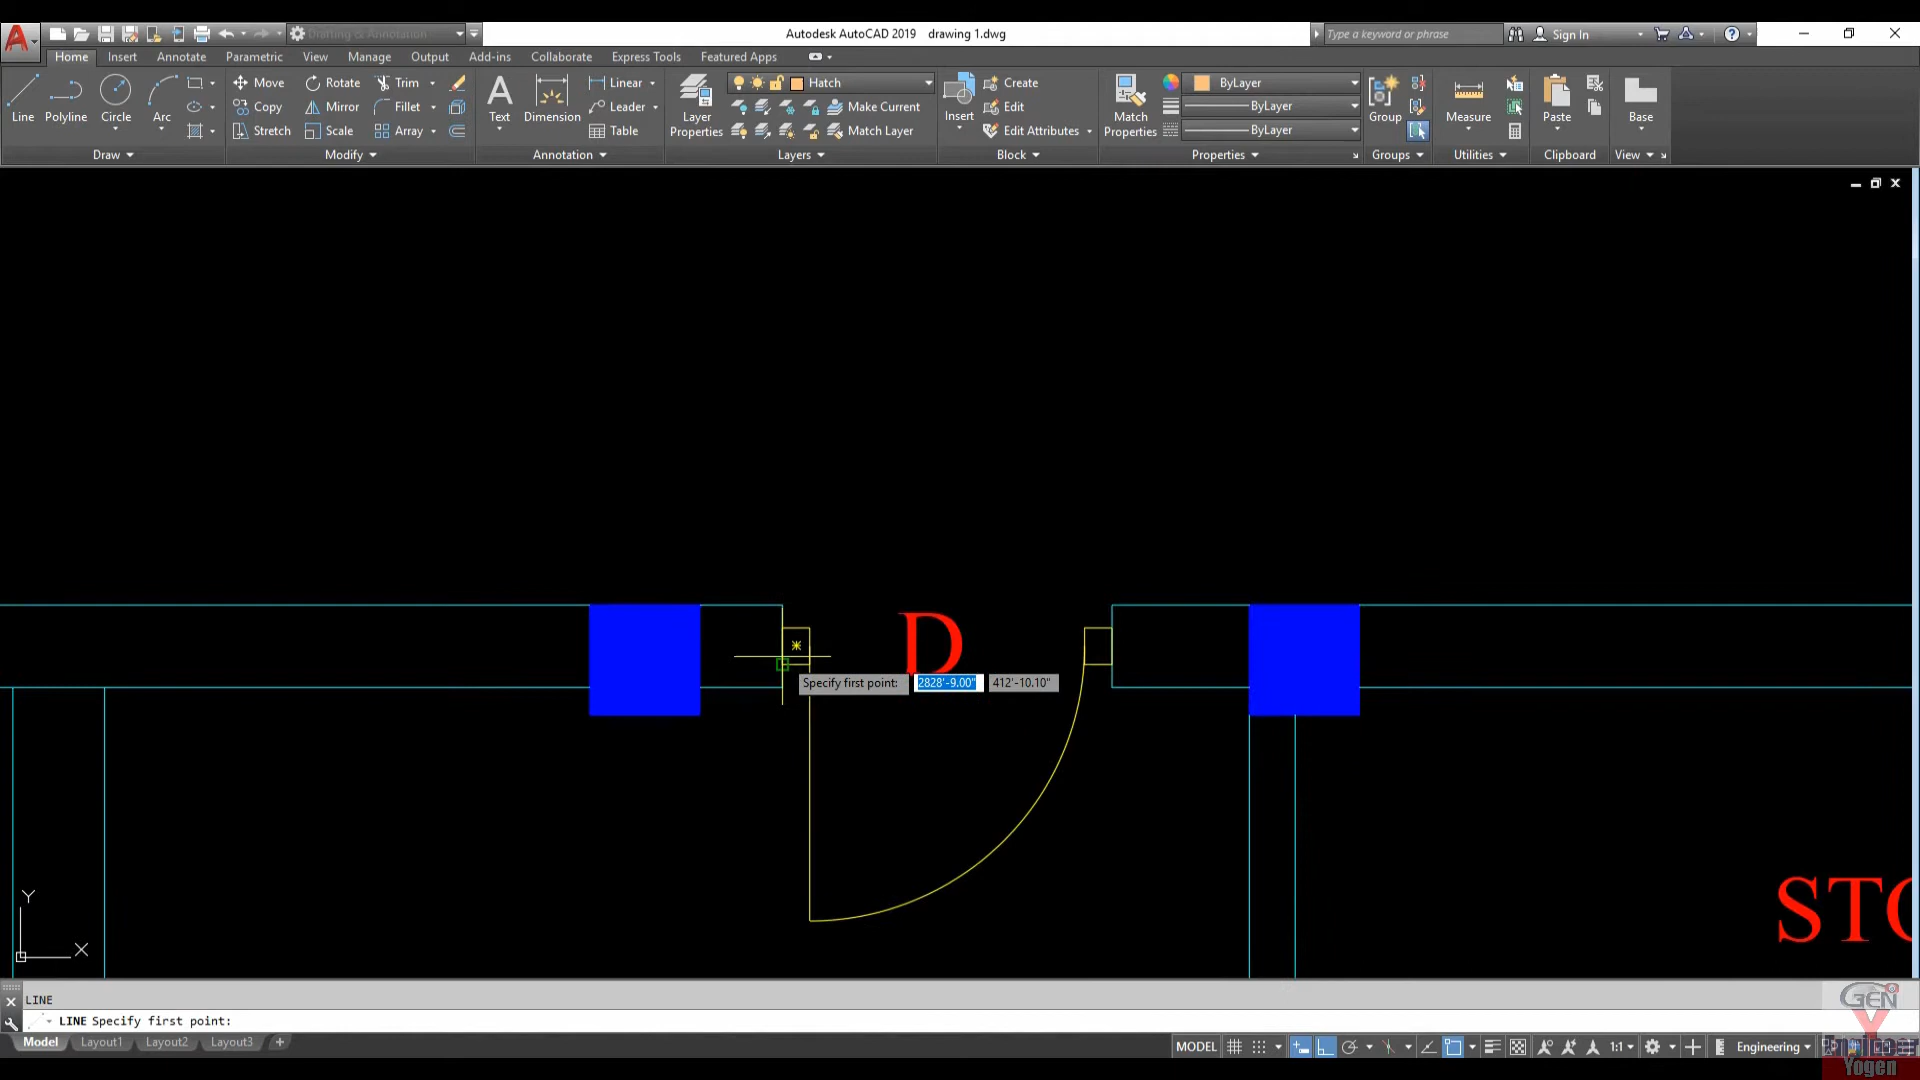 Drafting & Annotation
Autodesk AutoCAD 2019 drawing 1.dwg
Type a keyword or phrase
Sign In
Home Insert Annotate Parametric View Manage Output Add-ins Collaborate Express Tools Featured Apps
Line Polyline Circle Arc
Move Rotate Trim
Copy Mirror Fillet
Stretch Scale Array
Text Dimension
Linear
Leader
Table
Layer Properties
Hatch
Make Current
Match Layer
Insert
Create
Edit
Edit Attributes
Match Properties
ByLayer
ByLayer
ByLayer
Group Measure Paste Base
Draw Modify Annotation Layers Block Properties Groups Utilities Clipboard View
D
Specify first point: 2828'-9.00" 412'-10.10"
STO
Y
X
LINE
LINE Specify first point:
Model Layout1 Layout2 Layout3 +
MODEL 1:1 Engineering
GEN
Y
Engineer
Yogen